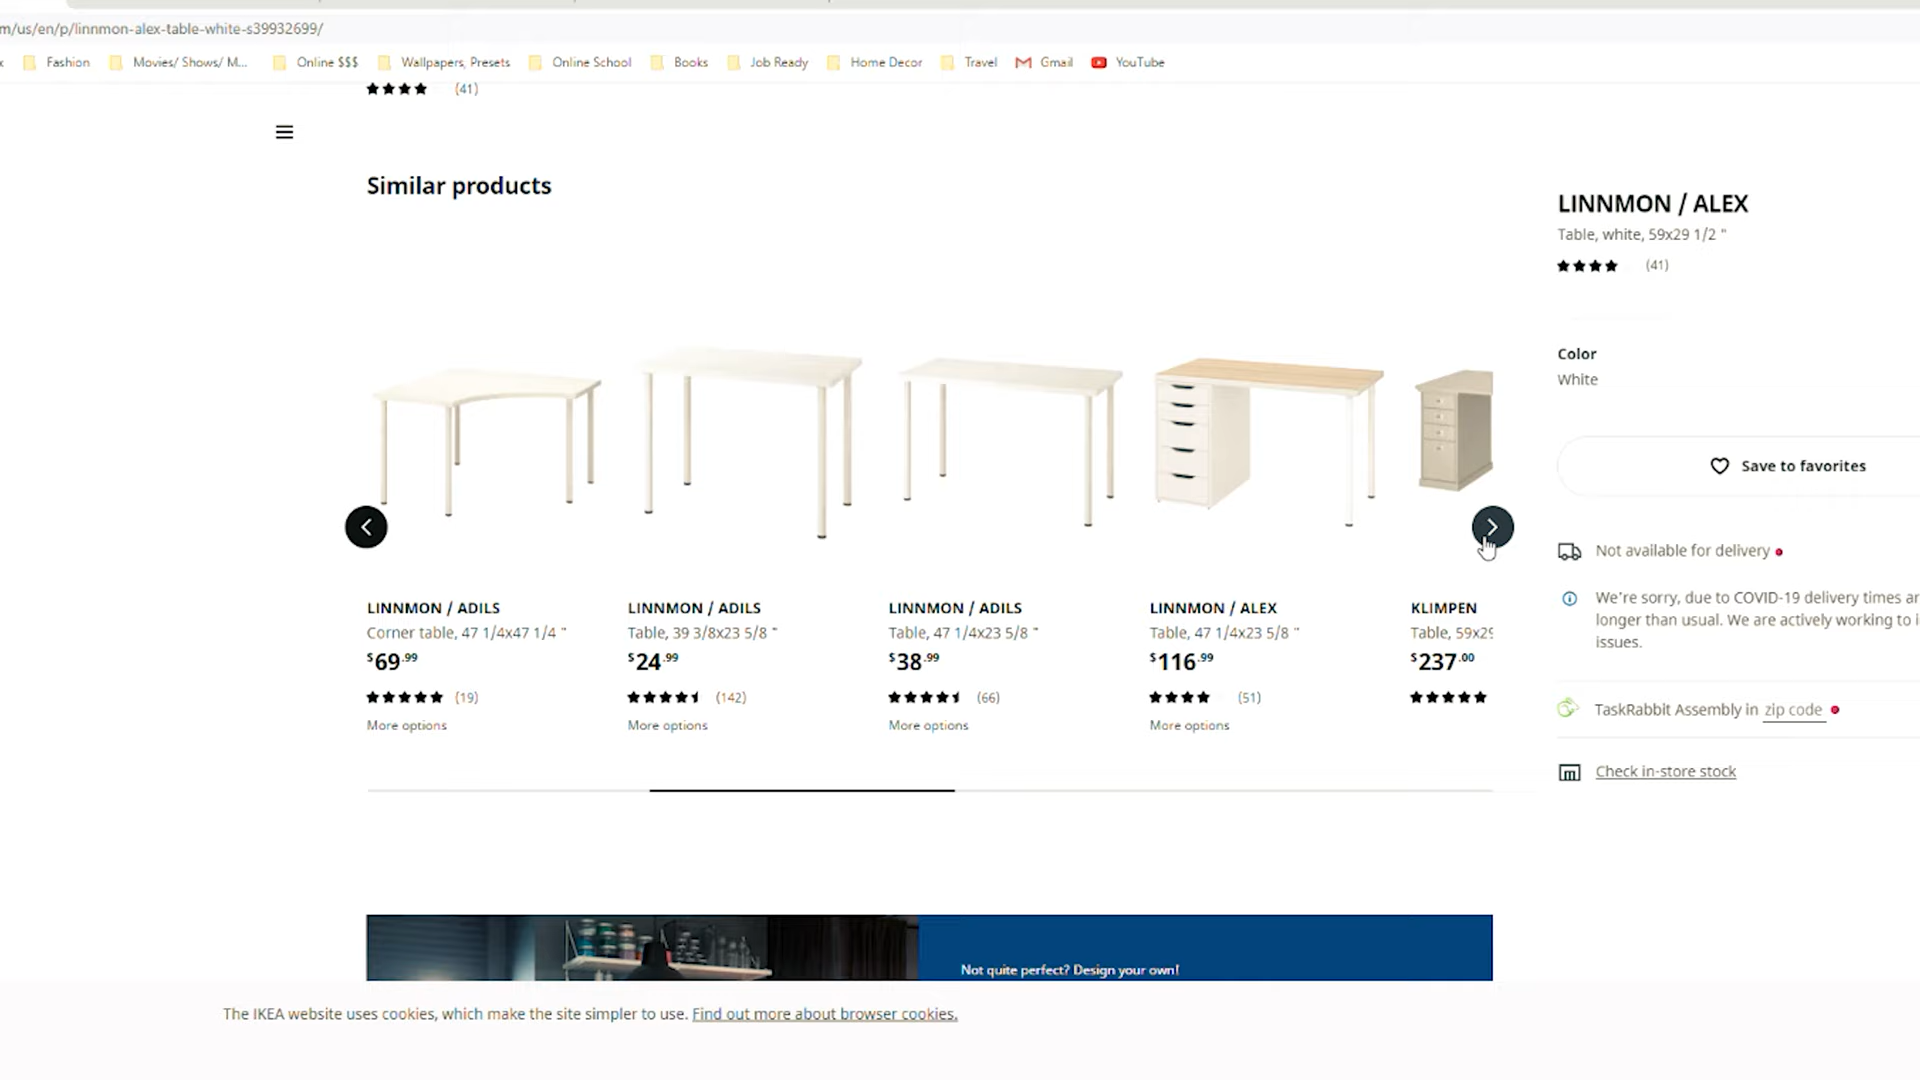 m/us/en/p/linnmon-alex-table-white-s39932699/
Fashion Movies/ Shows/ M... Online $$$ Wallpapers, Presets Online School Books Job Ready Home Decor Travel Gmail YouTube
(41)
Similar products
LINNMON / ADILS
Corner table, 47 1/4x47 1/4 "
$69.99
(19)
More options
LINNMON / ADILS
Table, 39 3/8x23 5/8 "
$24.99
(142)
More options
LINNMON / ADILS
Table, 47 1/4x23 5/8 "
$38.99
(66)
More options
LINNMON / ALEX
Table, 47 1/4x23 5/8 "
$116.99
(51)
More options
KLIMPEN
Table, 59x29
$237.00
LINNMON / ALEX
Table, white, 59x29 1/2 "
(41)
Color
White
Save to favorites
Not available for delivery
We're sorry, due to COVID-19 delivery times ar
longer than usual. We are actively working to i
issues.
TaskRabbit Assembly in zip code
Check in-store stock
Not quite perfect? Design your own!
The IKEA website uses cookies, which make the site simpler to use. Find out more about browser cookies.